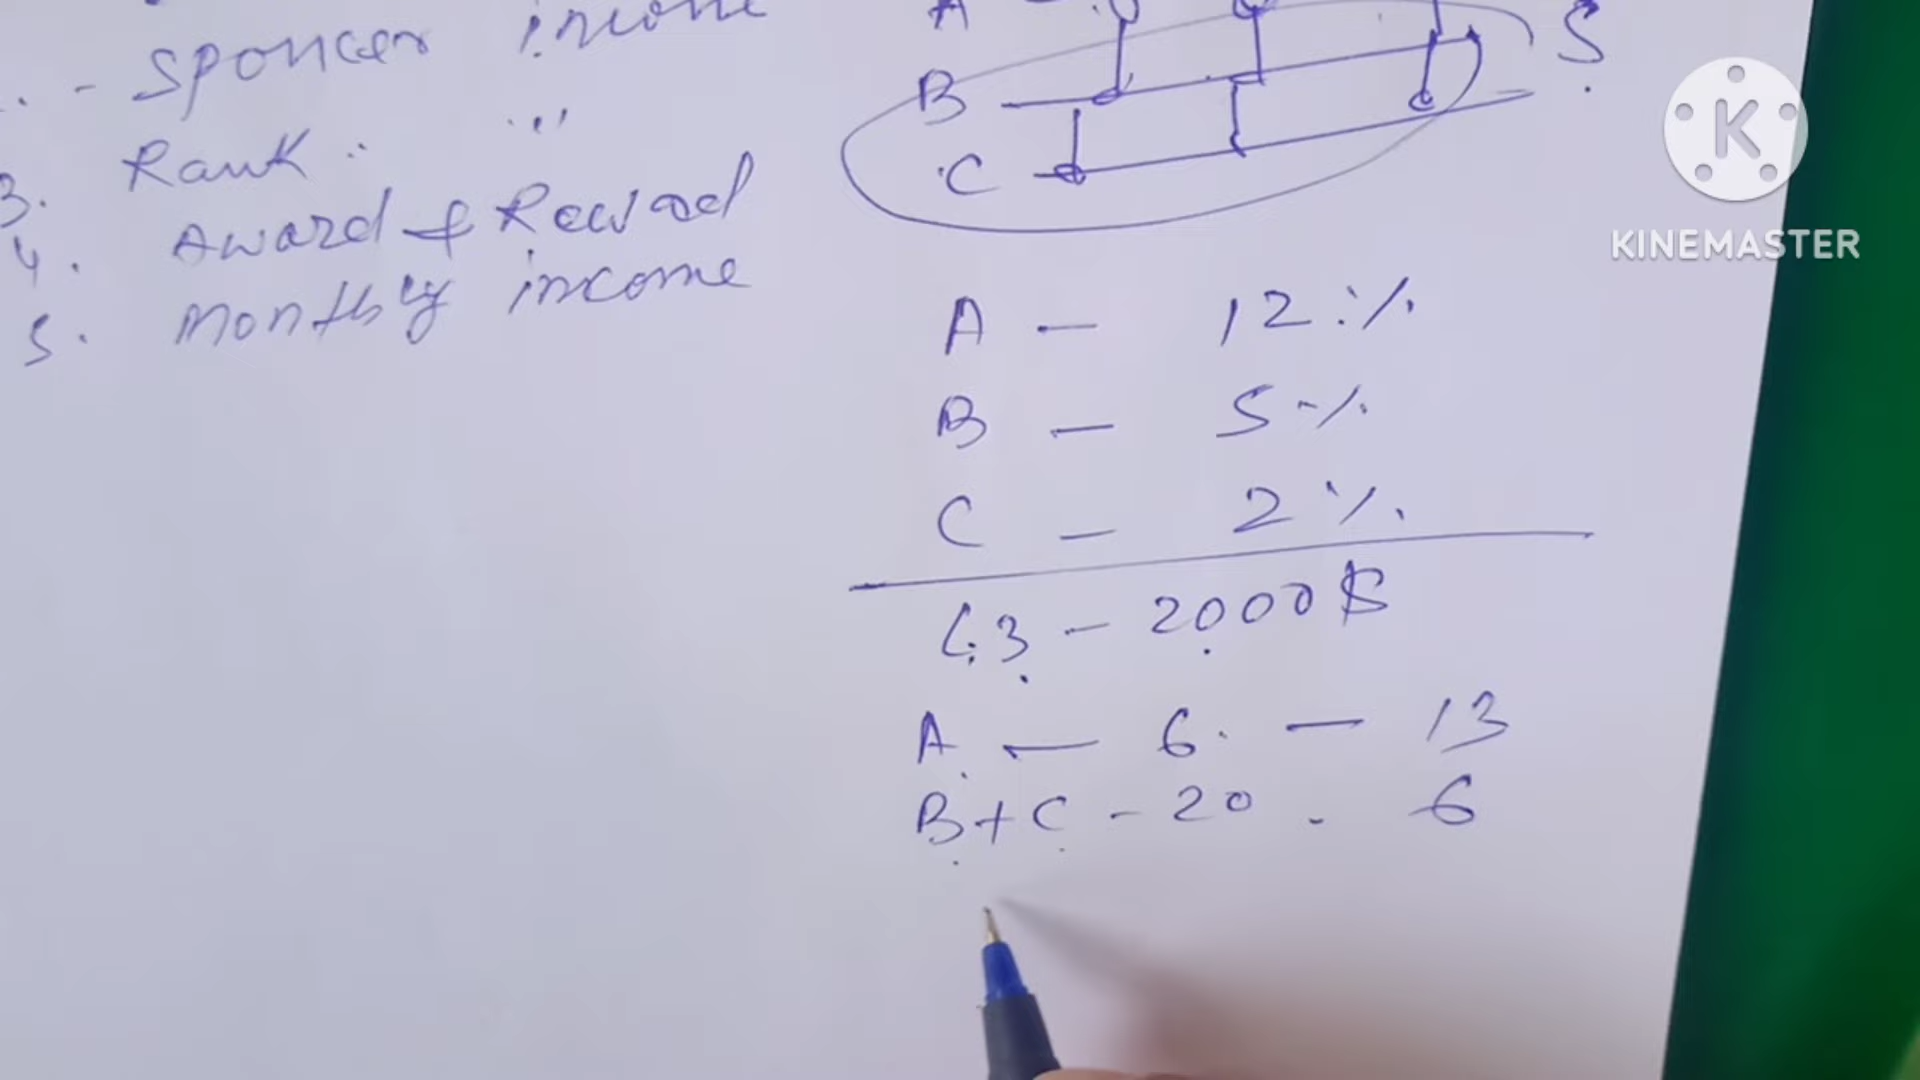 - Sponcer income
3. Rank " "
4. Award & Reward
5. Monthly income
A
B
C
S
K
KINEMASTER
A - 12%
B - 5%
C - 2%
L3 - 2000$
A - 6 - 13
B+C - 20 - 6